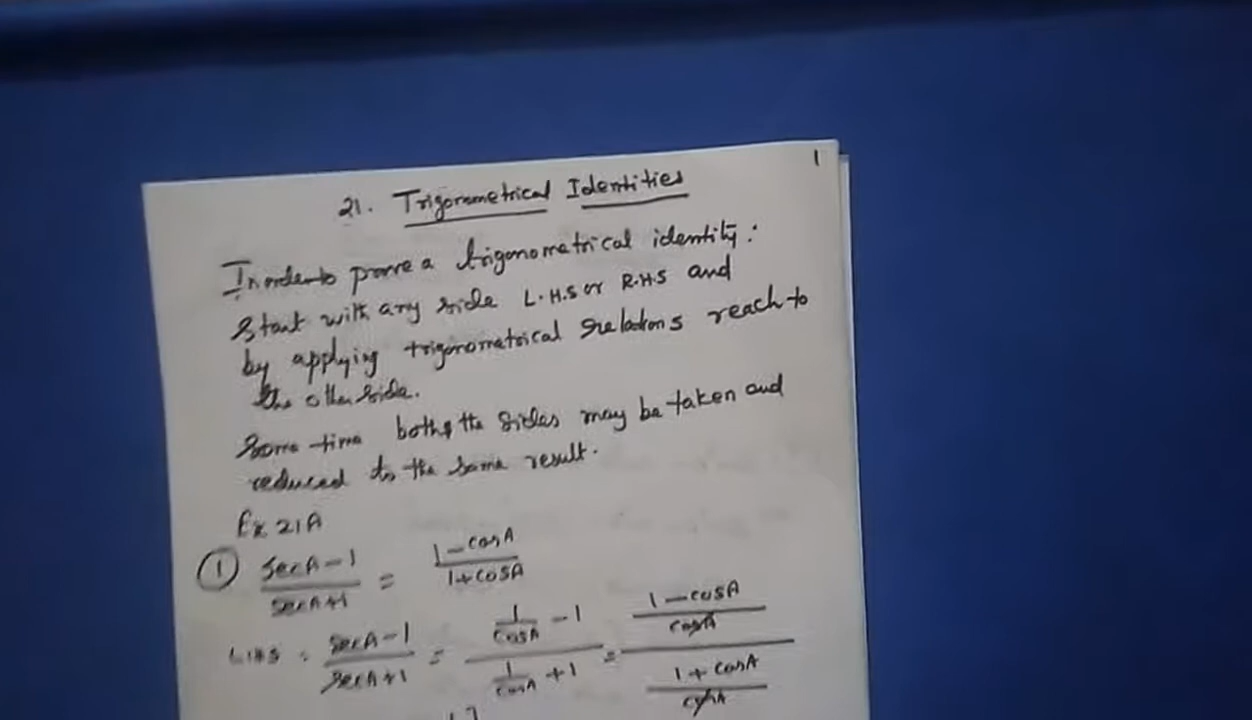 1
21. Trigonometrical Identities
In order to prove a trigonometrical identity:
Start with any side L.H.S or R.H.S and
by applying trigonometrical relations reach to
the other side.
Some time both the sides may be taken and
reduced to the same result.
Ex 21A
① secA-1/secA+1 = 1-cosA/1+cosA
LHS = secA-1/secA+1 = 1/cosA -1 / 1/cosA +1 = 1-cosA/cosA / 1+cosA/cosA